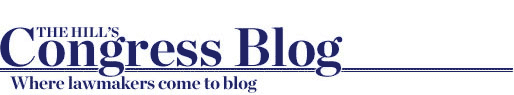 THE HILL'S
Congress Blog
Where lawmakers come to blog